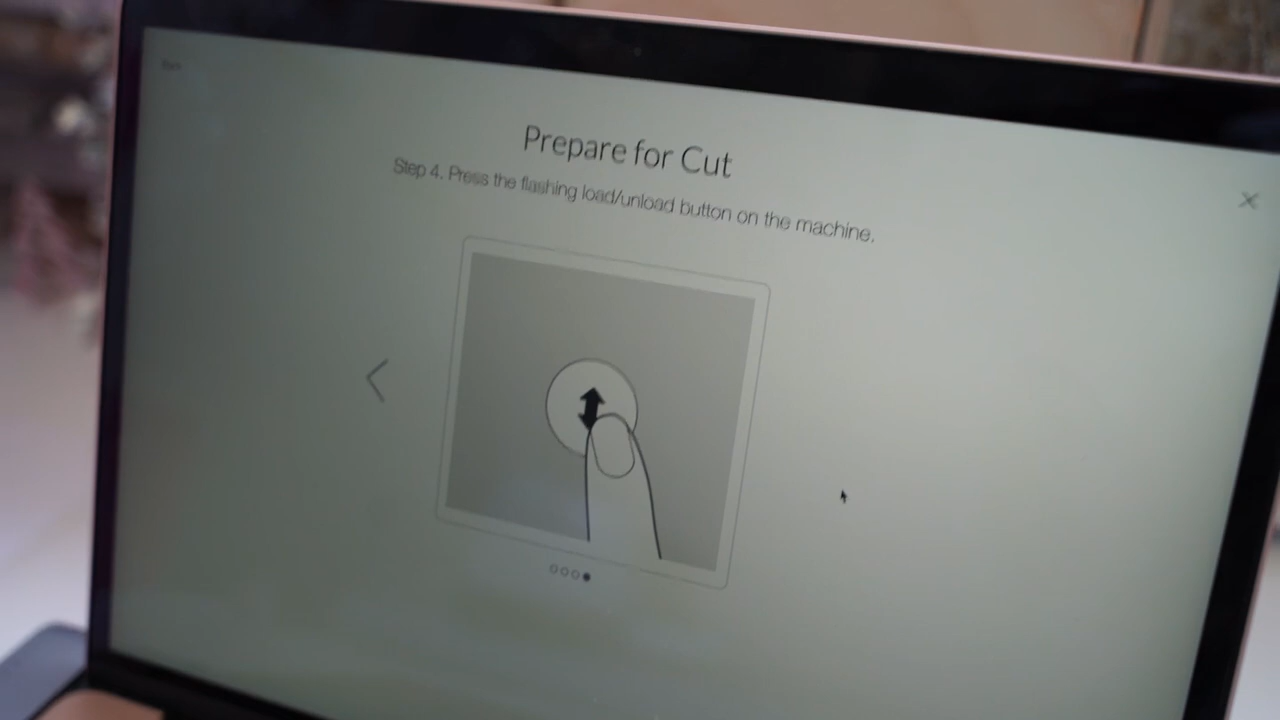 Prepare for Cut
Step 4. Press the flashing load/unload button on the machine.